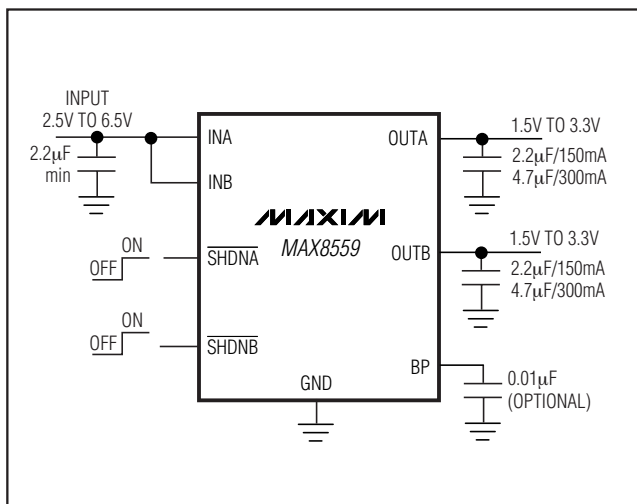 INPUT
2.5V TO 6.5V
2.2μF
min
INA
INB
ON
OFF
SHDNA
ON
OFF
SHDNB
MAXIM
MAX8559
GND
OUTA
1.5V TO 3.3V
2.2μF/150mA
4.7μF/300mA
OUTB
1.5V TO 3.3V
2.2μF/150mA
4.7μF/300mA
BP
0.01μF
(OPTIONAL)